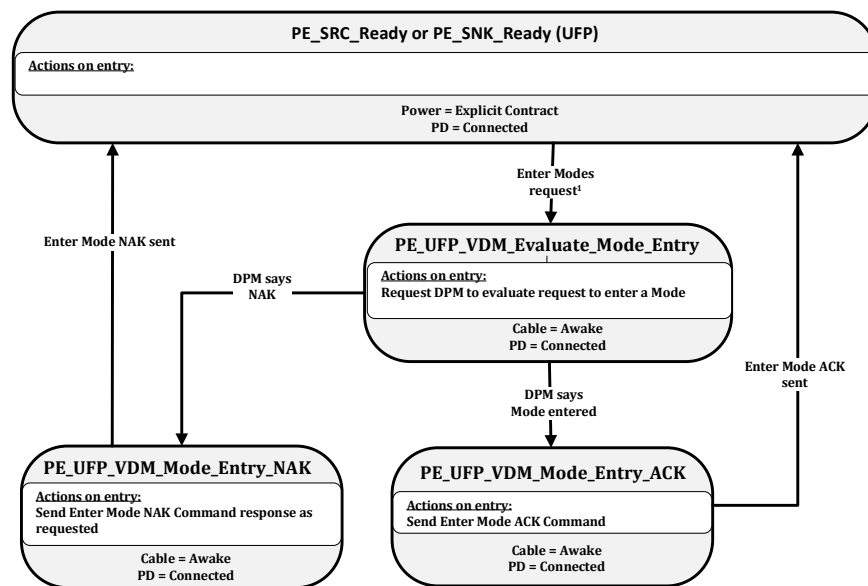 PE_SRC_Ready or PE_SNK_Ready (UFP)
Actions on entry:
Power = Explicit Contract
PD = Connected
Enter Modes
request¹
Enter Mode NAK sent
PE_UFP_VDM_Evaluate_Mode_Entry
Actions on entry:
Request DPM to evaluate request to enter a Mode
Cable = Awake
PD = Connected
DPM says
NAK
Enter Mode ACK
sent
DPM says
Mode entered
PE_UFP_VDM_Mode_Entry_NAK
Actions on entry:
Send Enter Mode NAK Command response as
requested
Cable = Awake
PD = Connected
PE_UFP_VDM_Mode_Entry_ACK
Actions on entry:
Send Enter Mode ACK Command
Cable = Awake
PD = Connected